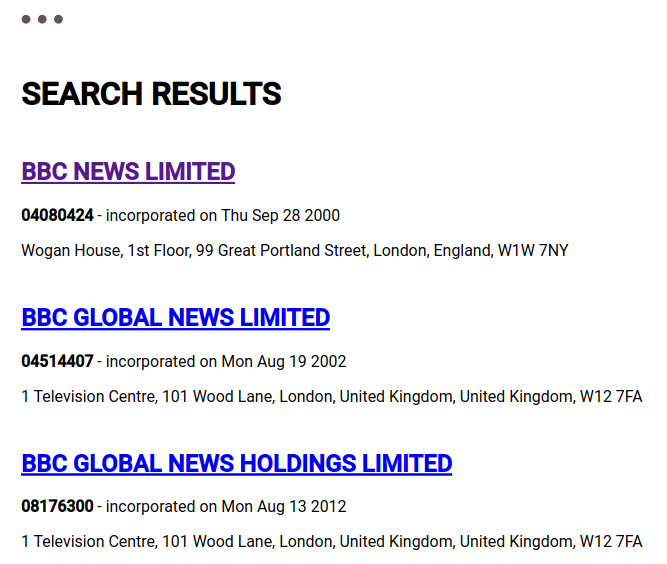 SEARCH RESULTS
BBC NEWS LIMITED
04080424 - incorporated on Thu Sep 28 2000
Wogan House, 1st Floor, 99 Great Portland Street, London, England, W1W 7NY
BBC GLOBAL NEWS LIMITED
04514407 - incorporated on Mon Aug 19 2002
1 Television Centre, 101 Wood Lane, London, United Kingdom, United Kingdom, W12 7FA
BBC GLOBAL NEWS HOLDINGS LIMITED
08176300 - incorporated on Mon Aug 13 2012
1 Television Centre, 101 Wood Lane, London, United Kingdom, United Kingdom, W12 7FA